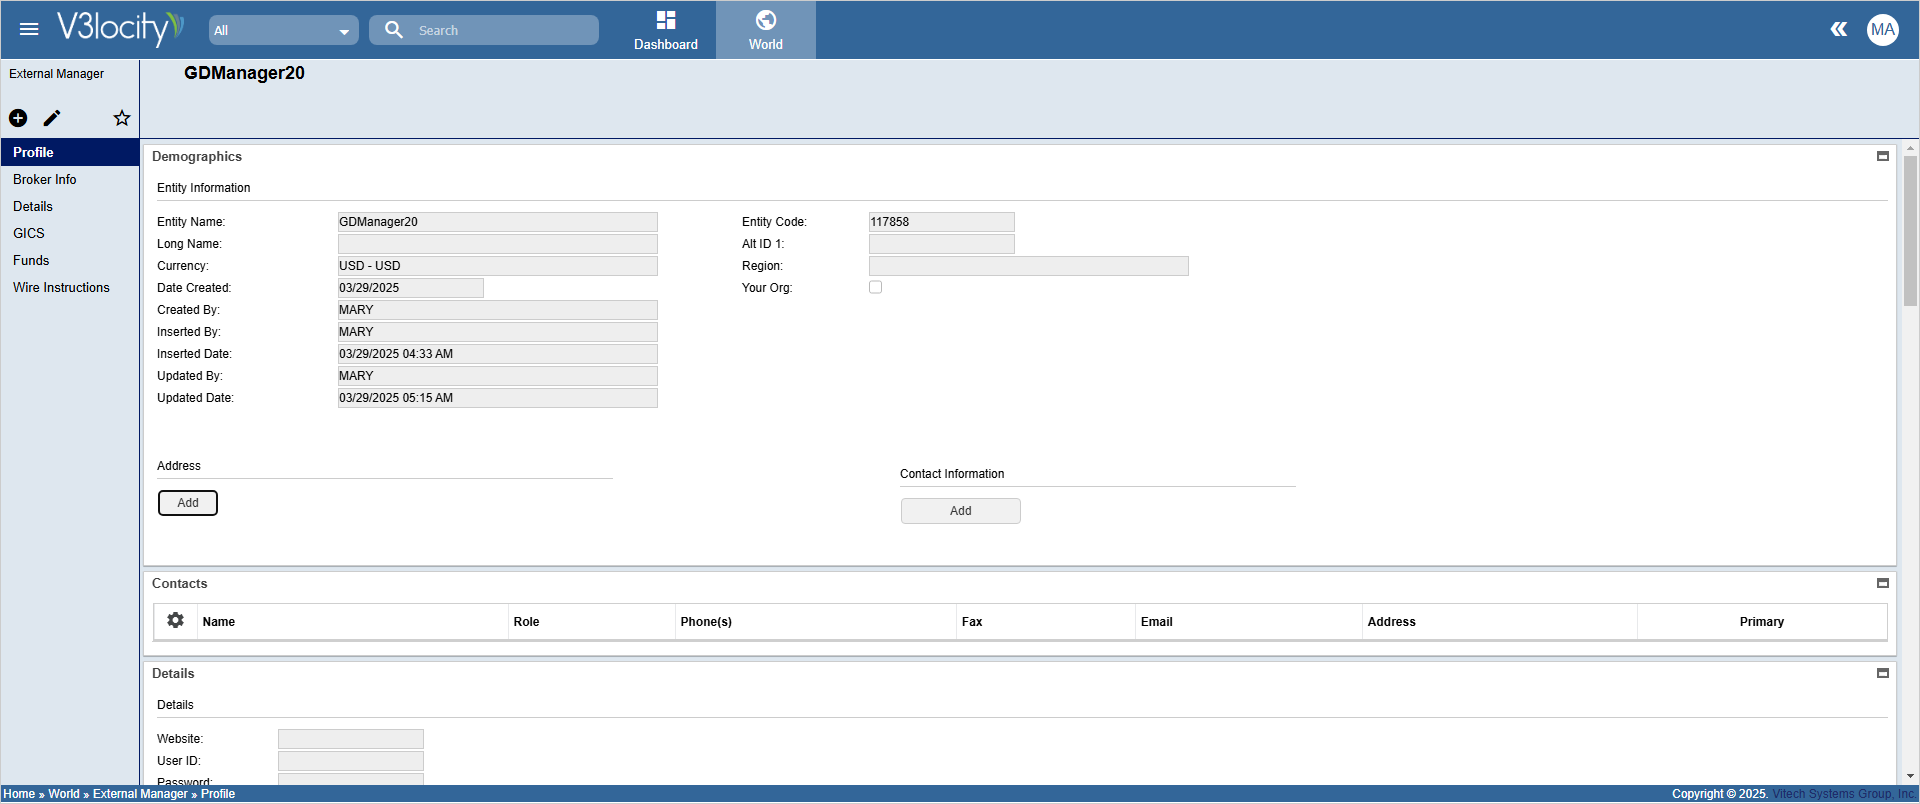 V3locity
All
Search
Dashboard
World
MA
External Manager
GDManager20
Profile
Broker Info
Details
GICS
Funds
Wire Instructions
Demographics
Entity Information
Entity Name: GDManager20 Entity Code: 117858
Long Name: Alt ID 1:
Currency: USD - USD Region:
Date Created: 03/29/2025 Your Org:
Created By: MARY
Inserted By: MARY
Inserted Date: 03/29/2025 04:33 AM
Updated By: MARY
Updated Date: 03/29/2025 05:15 AM
Address
Add
Contact Information
Add
Contacts
Name Role Phone(s) Fax Email Address Primary
Details
Details
Website:
User ID:
Password:
Home » World » External Manager » Profile
Copyright © 2025. Vitech Systems Group, Inc.